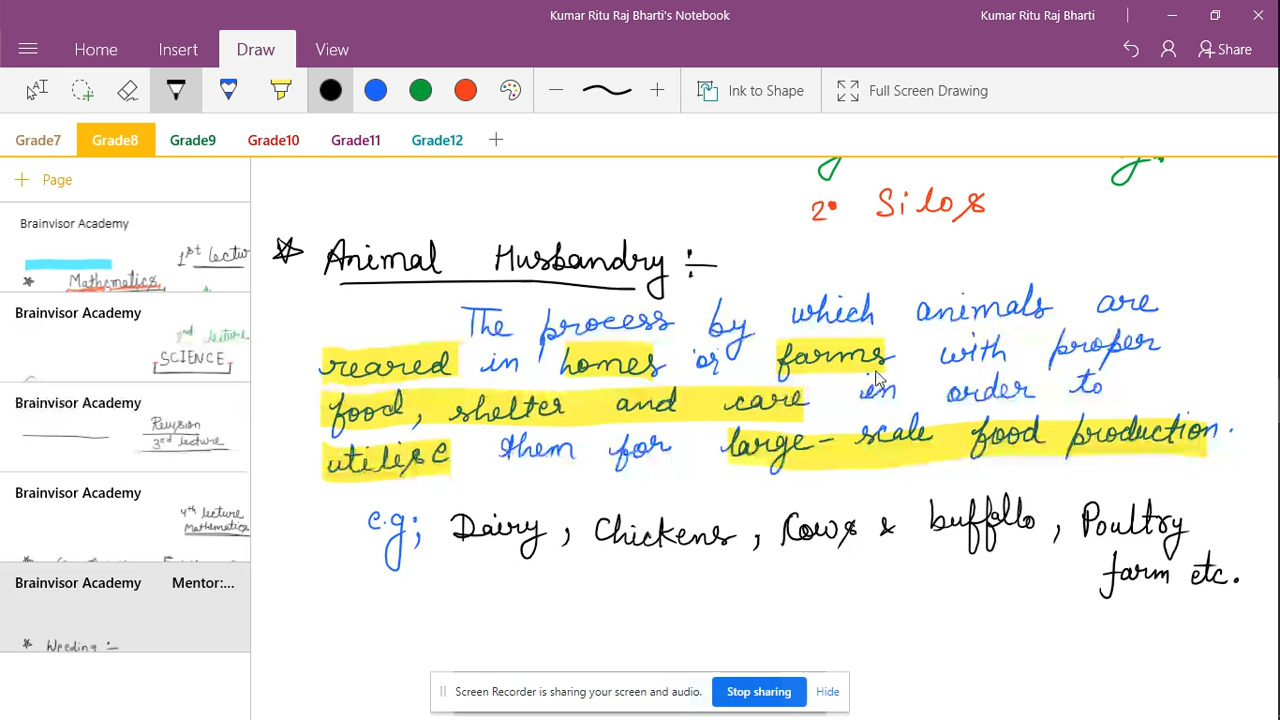 Kumar Ritu Raj Bharti's Notebook
Kumar Ritu Raj Bharti
Home Insert Draw View
Share
Ink to Shape
Full Screen Drawing
Grade7 Grade8 Grade9 Grade10 Grade11 Grade12
Page
Brainvisor Academy
1st lectur
Mathematics
Brainvisor Academy
lecture
SCIENCE
Brainvisor Academy
Revision
3rd lecture
Brainvisor Academy
4th lecture
Mathematics
Brainvisor Academy Mentor:...
Weeding :-
2. Silos
Animal Husbandry :-
The process by which animals are
reared in homes or farms with proper
food, shelter and care in order to
utilise them for large-scale food production.
e.g; Dairy, Chickens, Cows & buffello, Poultry
farm etc.
Screen Recorder is sharing your screen and audio. Stop sharing Hide